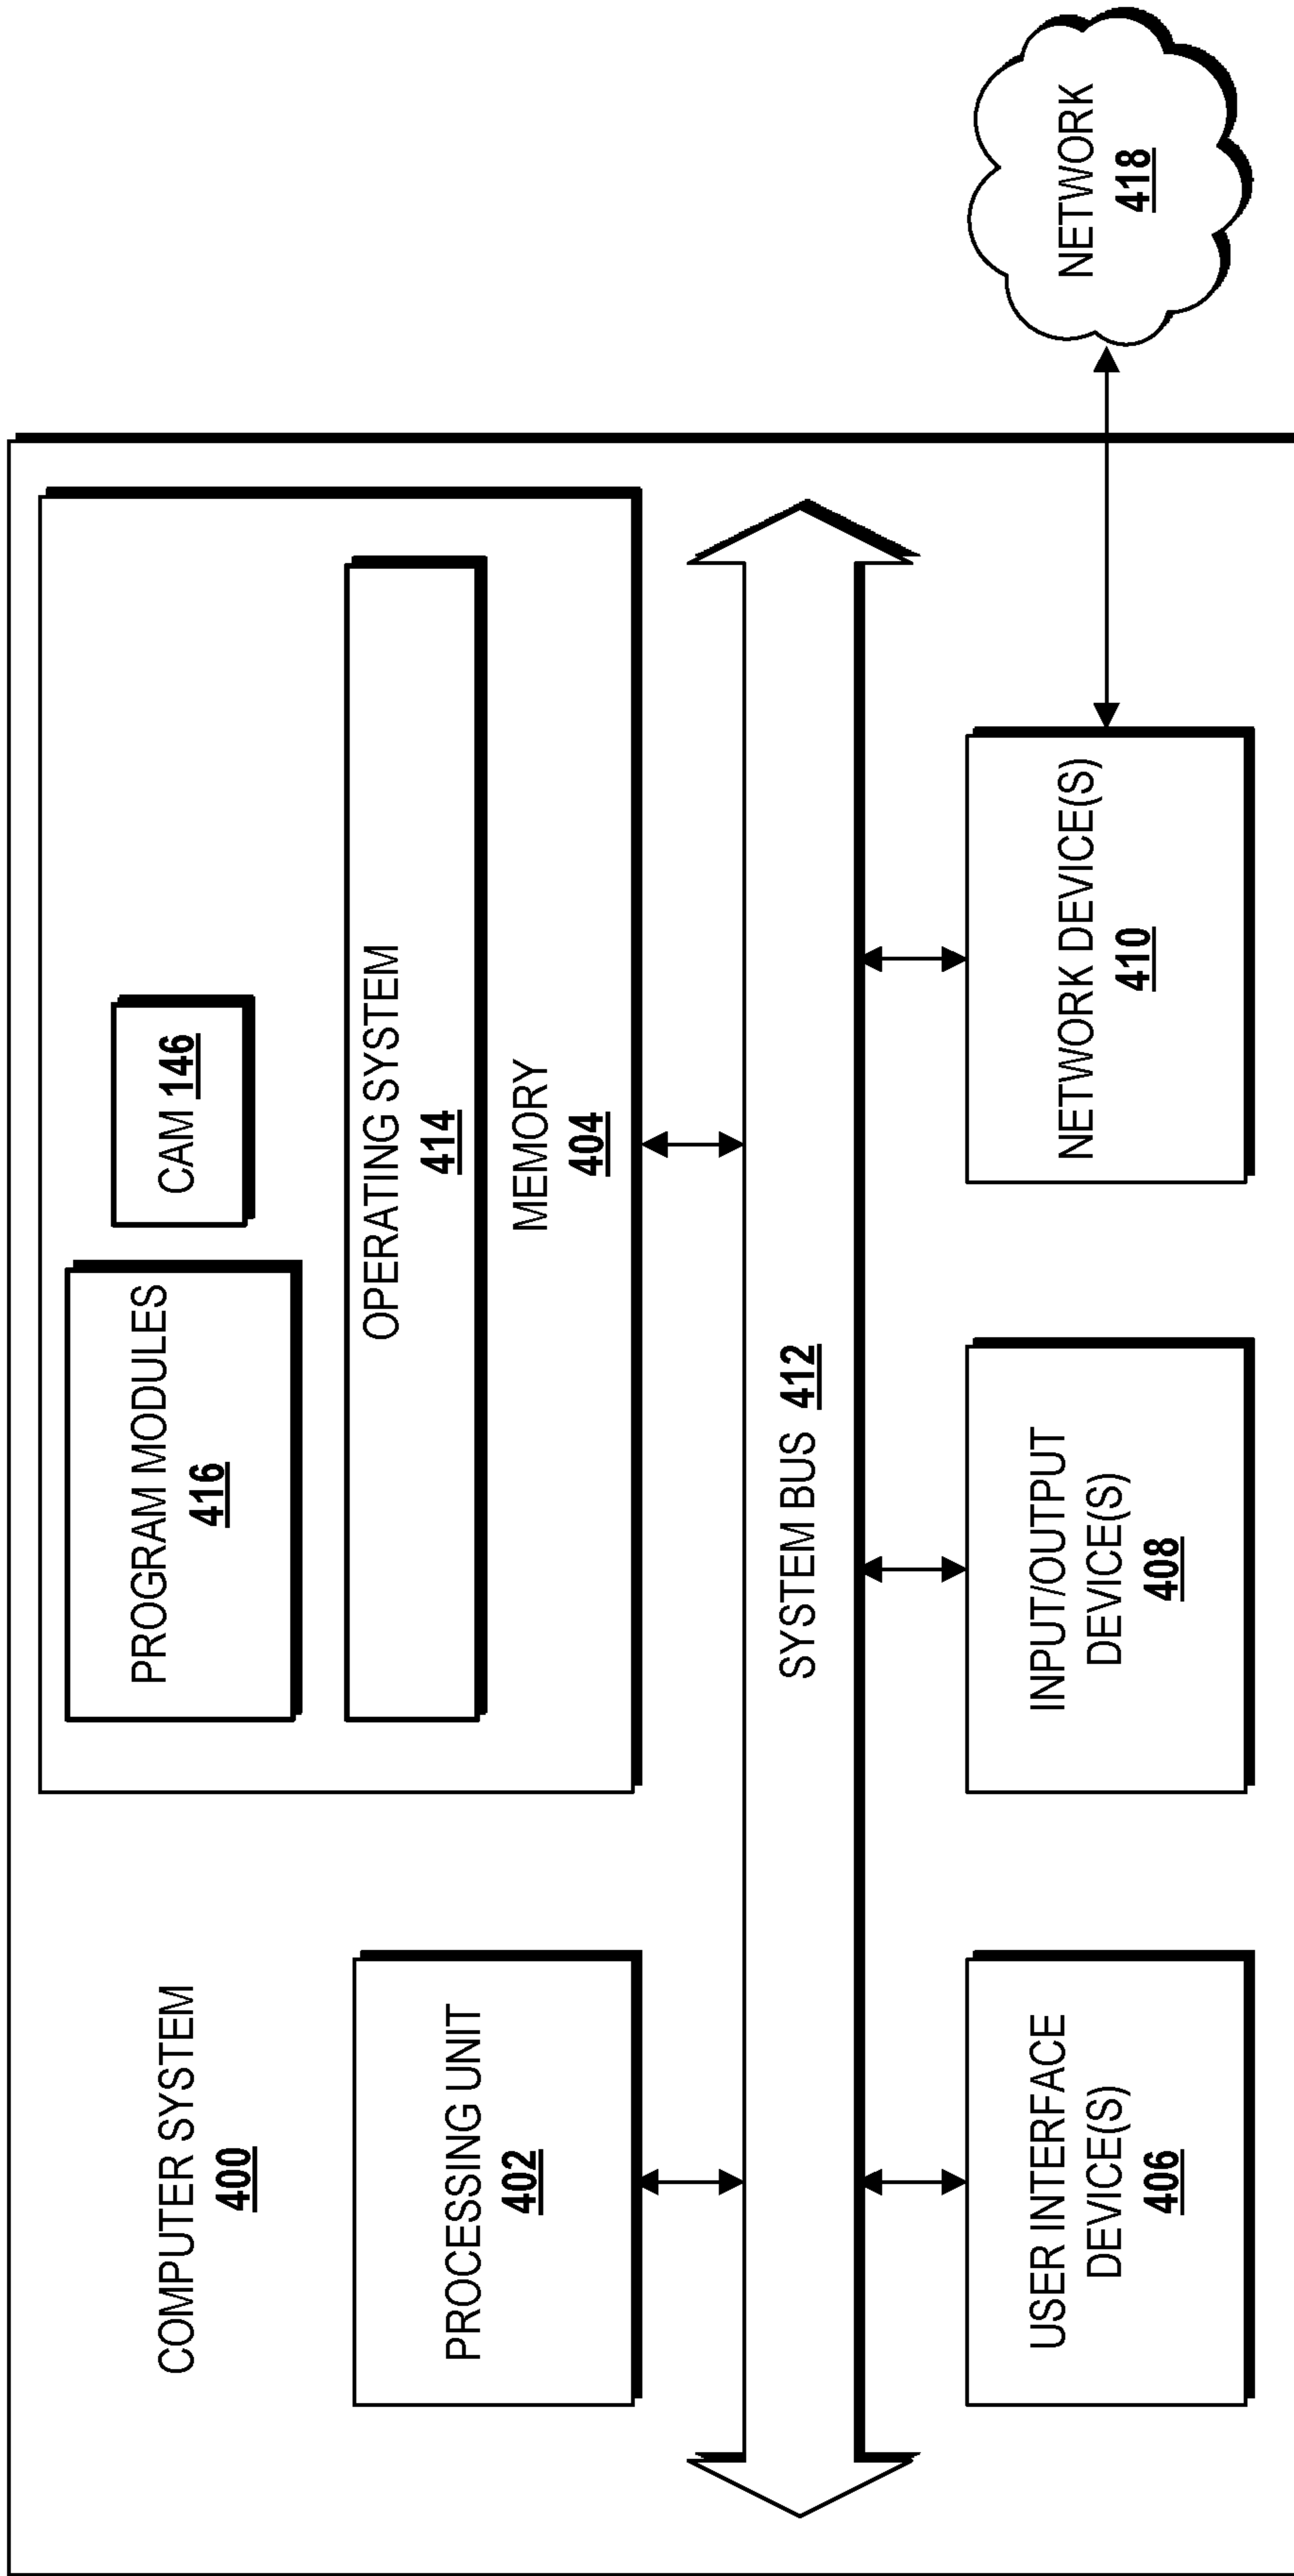 COMPUTER SYSTEM
400
PROGRAM MODULES
416
CAM 146
PROCESSING UNIT
402
OPERATING SYSTEM
414
MEMORY
404
SYSTEM BUS 412
USER INTERFACE
DEVICE(S)
406
INPUT/OUTPUT
DEVICE(S)
408
NETWORK DEVICE(S)
410
NETWORK
418